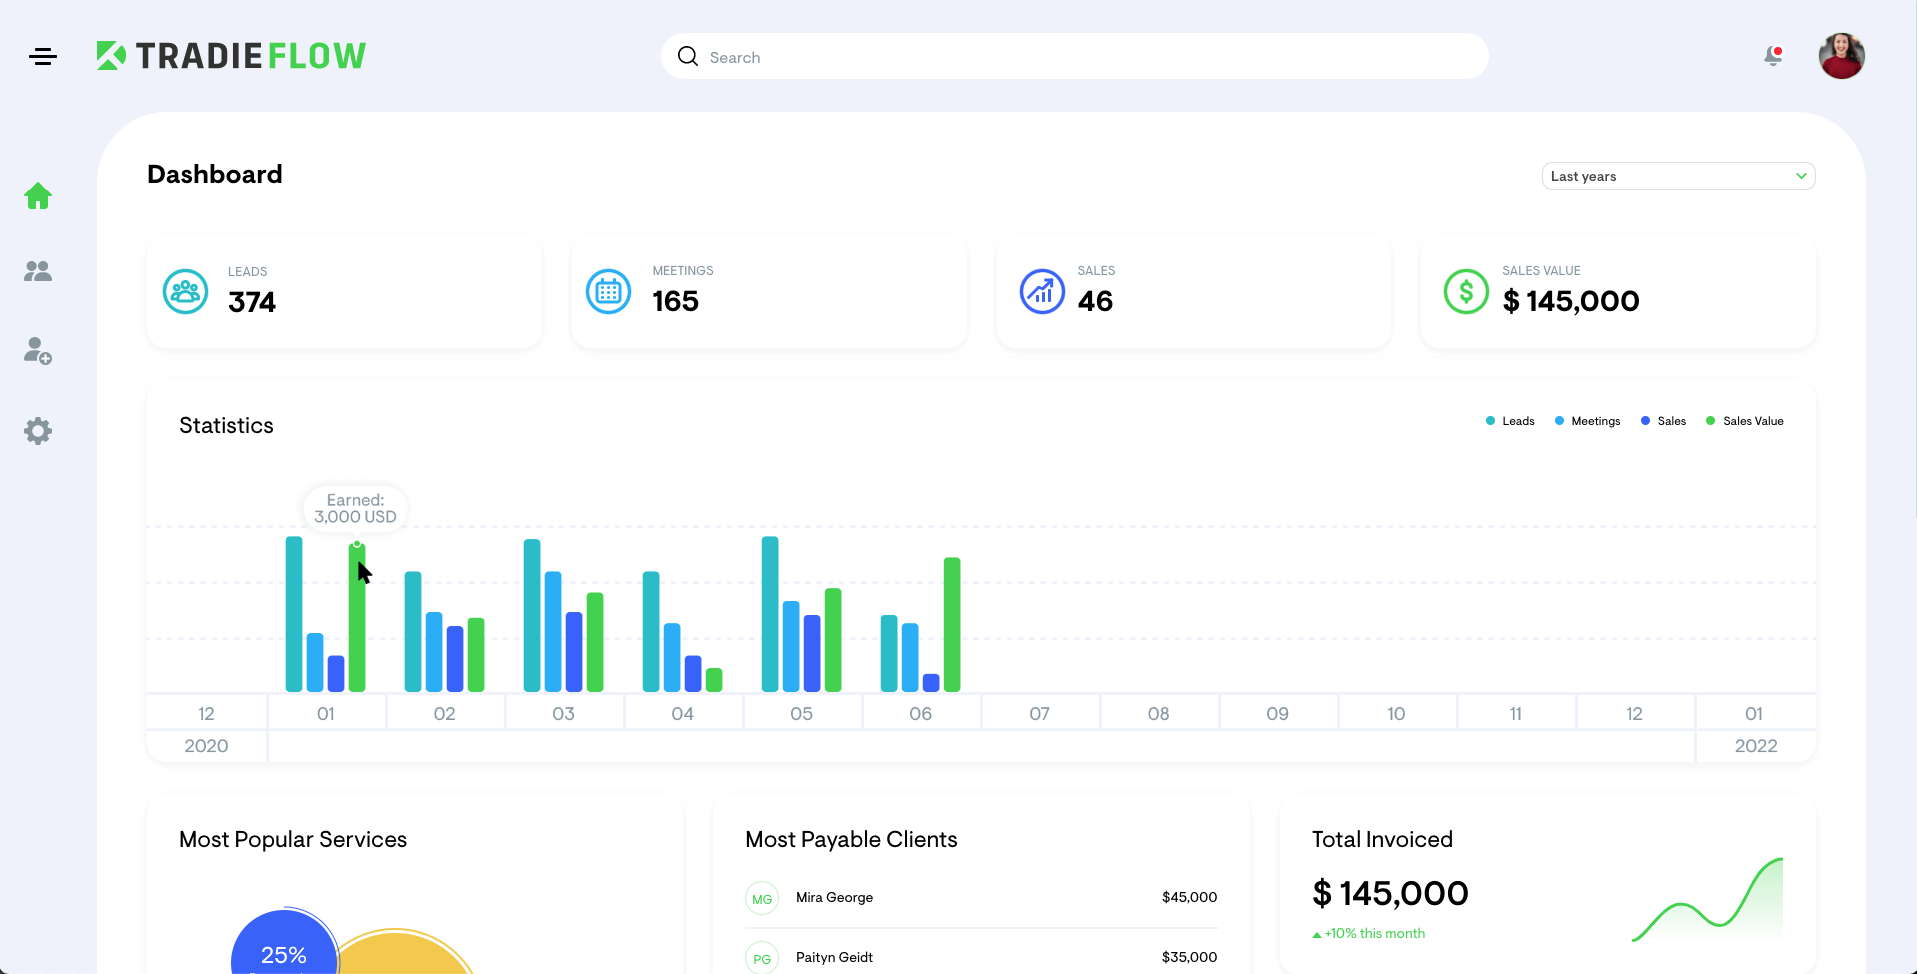 TRADIEFLOW
Search
Dashboard
Last years
LEADS
374
MEETINGS
165
SALES
46
SALES VALUE
$ 145,000
Statistics
Leads
Meetings
Sales
Sales Value
Earned:
3,000 USD
12
01
02
03
04
05
06
07
08
09
10
11
12
01
2020
2022
Most Popular Services
25%
Most Payable Clients
MG
Mira George
$45,000
PG
Paityn Geidt
$35,000
Total Invoiced
$ 145,000
+10% this month